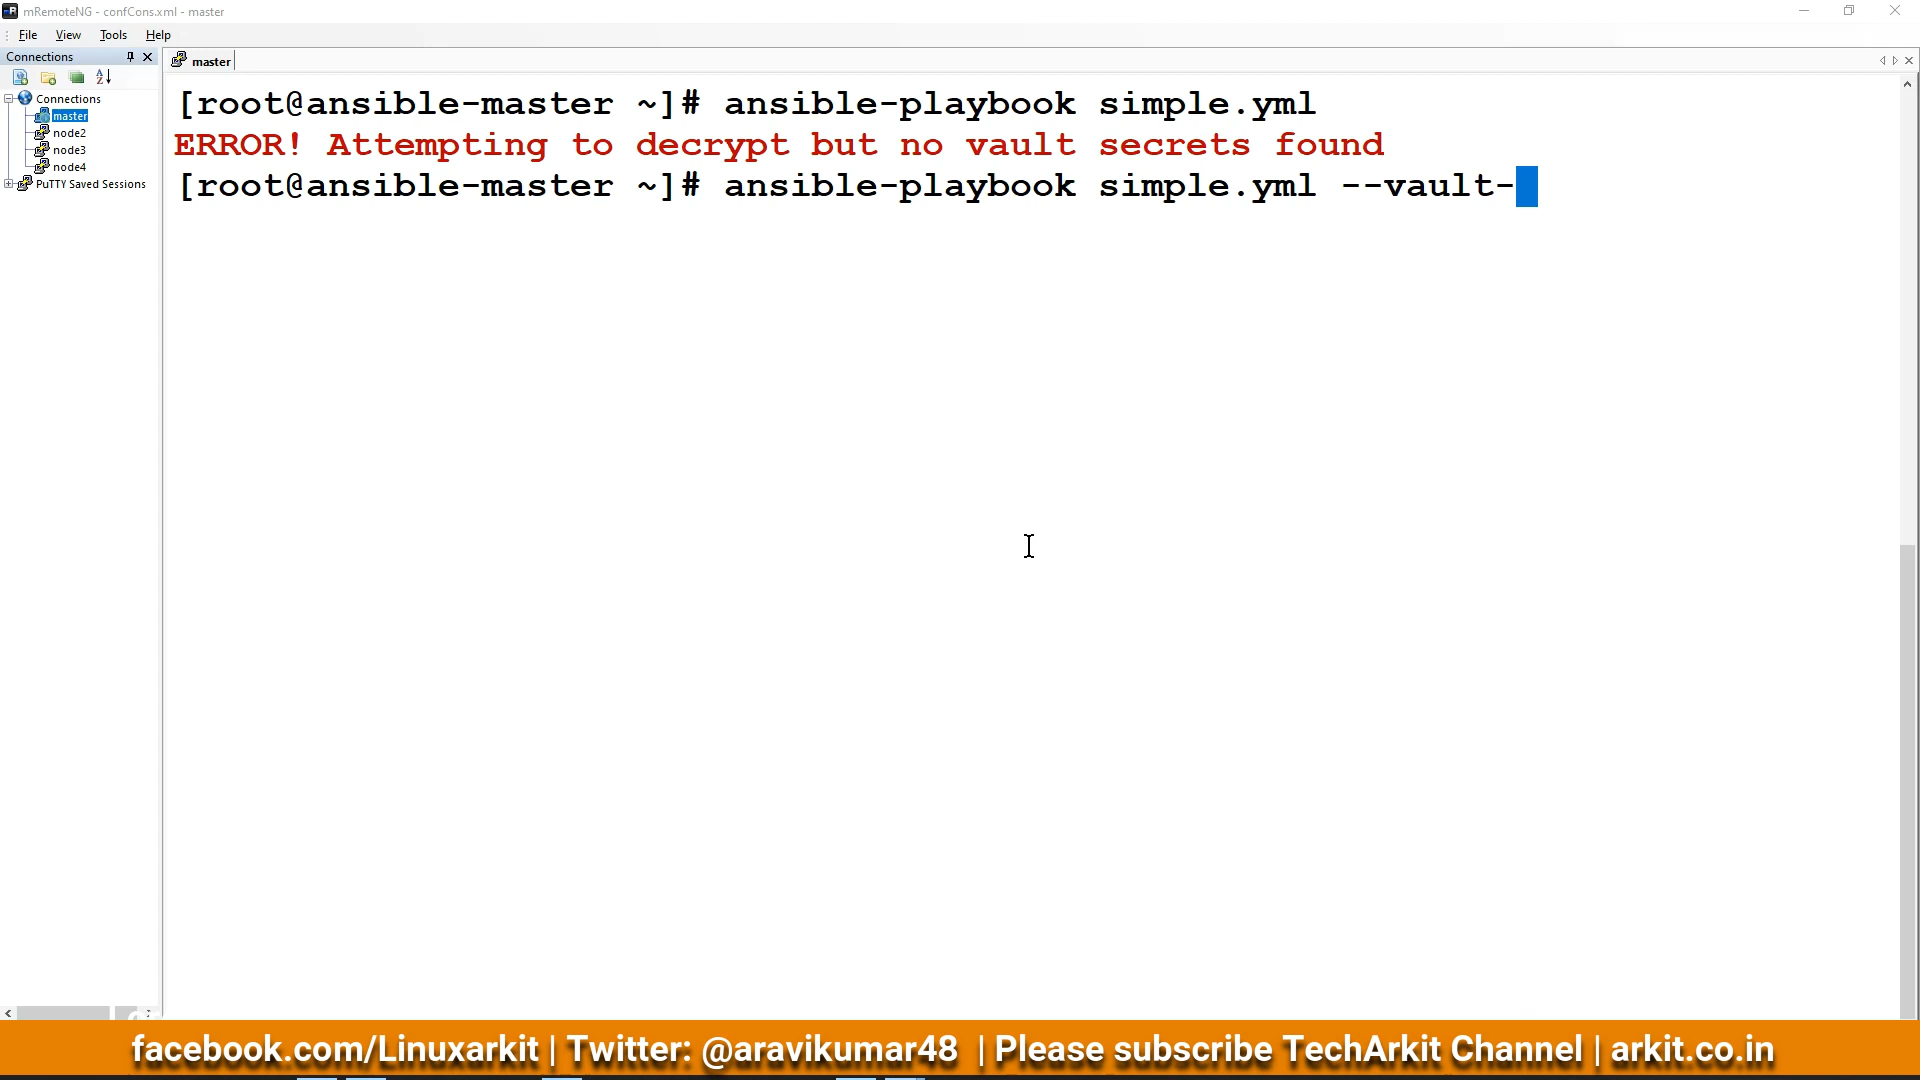 mRemoteNG - confCons.xml - master
File View Tools Help
Connections
master
Connections
master
node2
node3
node4
PuTTY Saved Sessions
[root@ansible-master ~]# ansible-playbook simple.yml
ERROR! Attempting to decrypt but no vault secrets found
[root@ansible-master ~]# ansible-playbook simple.yml --vault-
facebook.com/Linuxarkit | Twitter: @aravikumar48 | Please subscribe TechArkit Channel | arkit.co.in